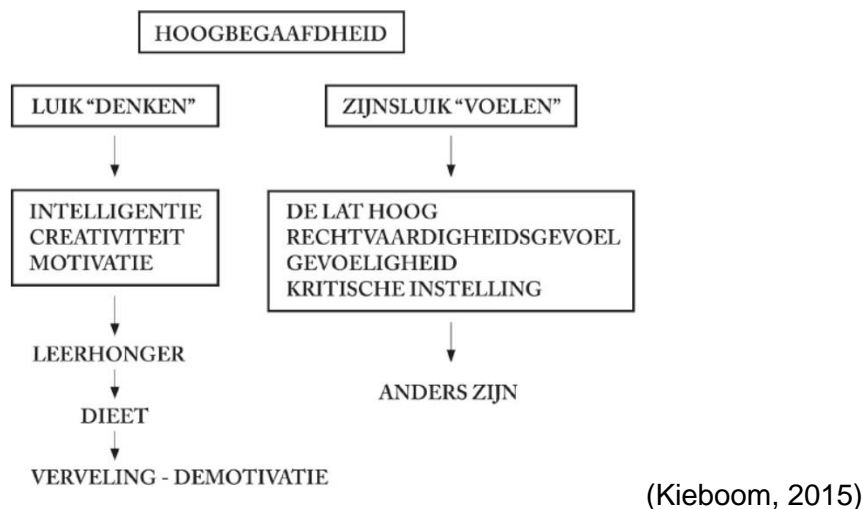 HOOGBEGAAFDHEID
LUIK “DENKEN”
INTELLIGENTIE
CREATIVITEIT
MOTIVATIE
LEERHONGER
DIEET
VERVELING - DEMOTIVATIE
ZIJNSLUIK “VOELEN”
DE LAT HOOG
RECHTVAARDIGHEIDSGEVOEL
GEVOELIGHEID
KRITISCHE INSTELLING
ANDERS ZIJN
(Kieboom, 2015)